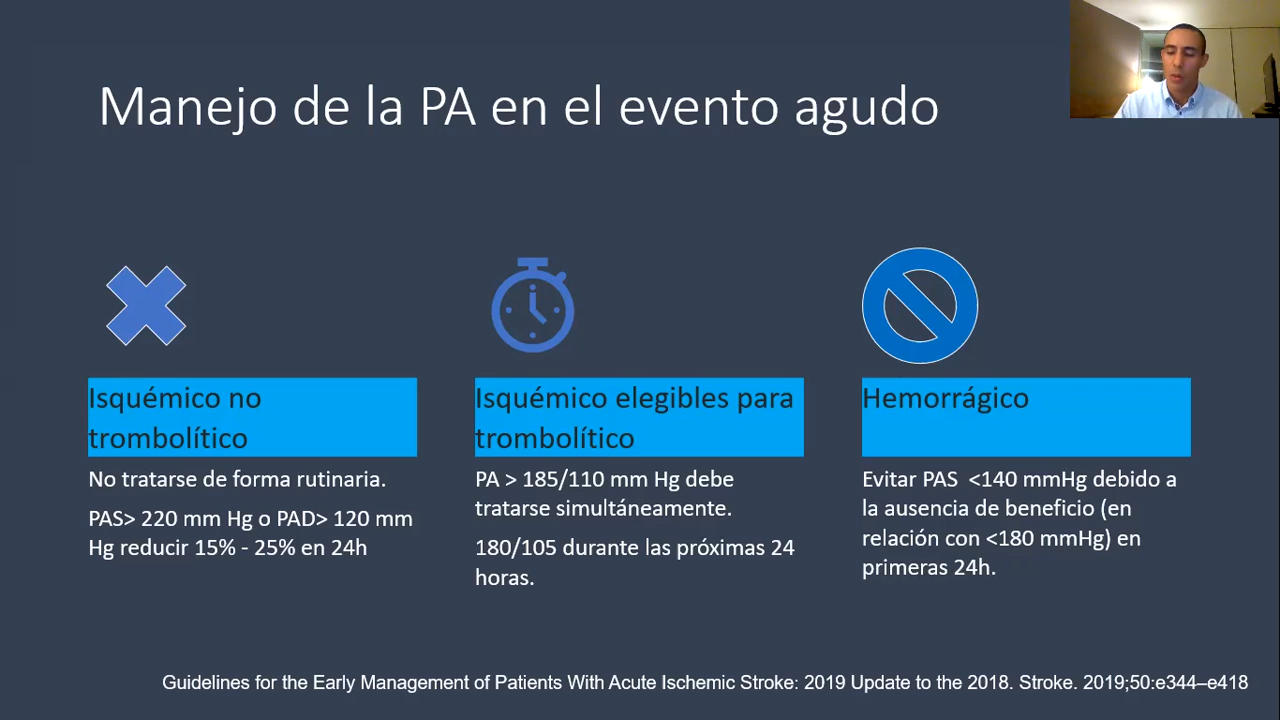 Manejo de la PA en el evento agudo
Isquémico no
trombolítico
No tratarse de forma rutinaria.
PAS> 220 mm Hg o PAD> 120 mm
Hg reducir 15% - 25% en 24h
Isquémico elegibles para
trombolítico
PA > 185/110 mm Hg debe
tratarse simultáneamente.
180/105 durante las próximas 24
horas.
Hemorrágico
Evitar PAS <140 mmHg debido a
la ausencia de beneficio (en
relación con <180 mmHg) en
primeras 24h.
Guidelines for the Early Management of Patients With Acute Ischemic Stroke: 2019 Update to the 2018. Stroke. 2019;50:e344–e418